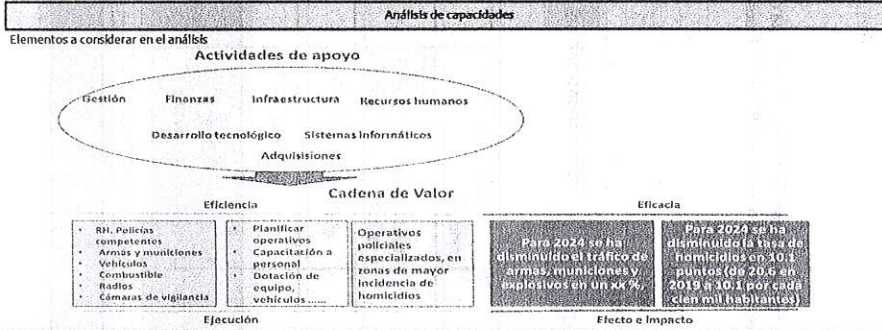 Análisis de capacidades
Elementos a considerar en el análisis
Actividades de apoyo
Gestión Finanzas Infraestructura Recursos humanos
Desarrollo tecnológico Sistemas Informáticos
Adquisisiones
Cadena de Valor
Eficiencia Eficacia
• RH. Policías
competentes
• Armas y municiones
• Vehículos
• Combustible
• Radios
• Cámaras de vigilancia
• Planificar
operativos
• Capacitación a
personal
• Dotación de
equipo,
vehículos ......
Operativos
policiales
especializados, en
zonas de mayor
incidencia de
homicidios
Para 2024 se ha
disminuido el tráfico de
armas, municiones y
explosivos en un xx %,
Para 2024 se ha
disminuido la tasa de
homicidios en 10.1
puntos (de 20.6 en
2019 a 10.1 por cada
cien mil habitantes)
Ejecución Efecto e Impacto